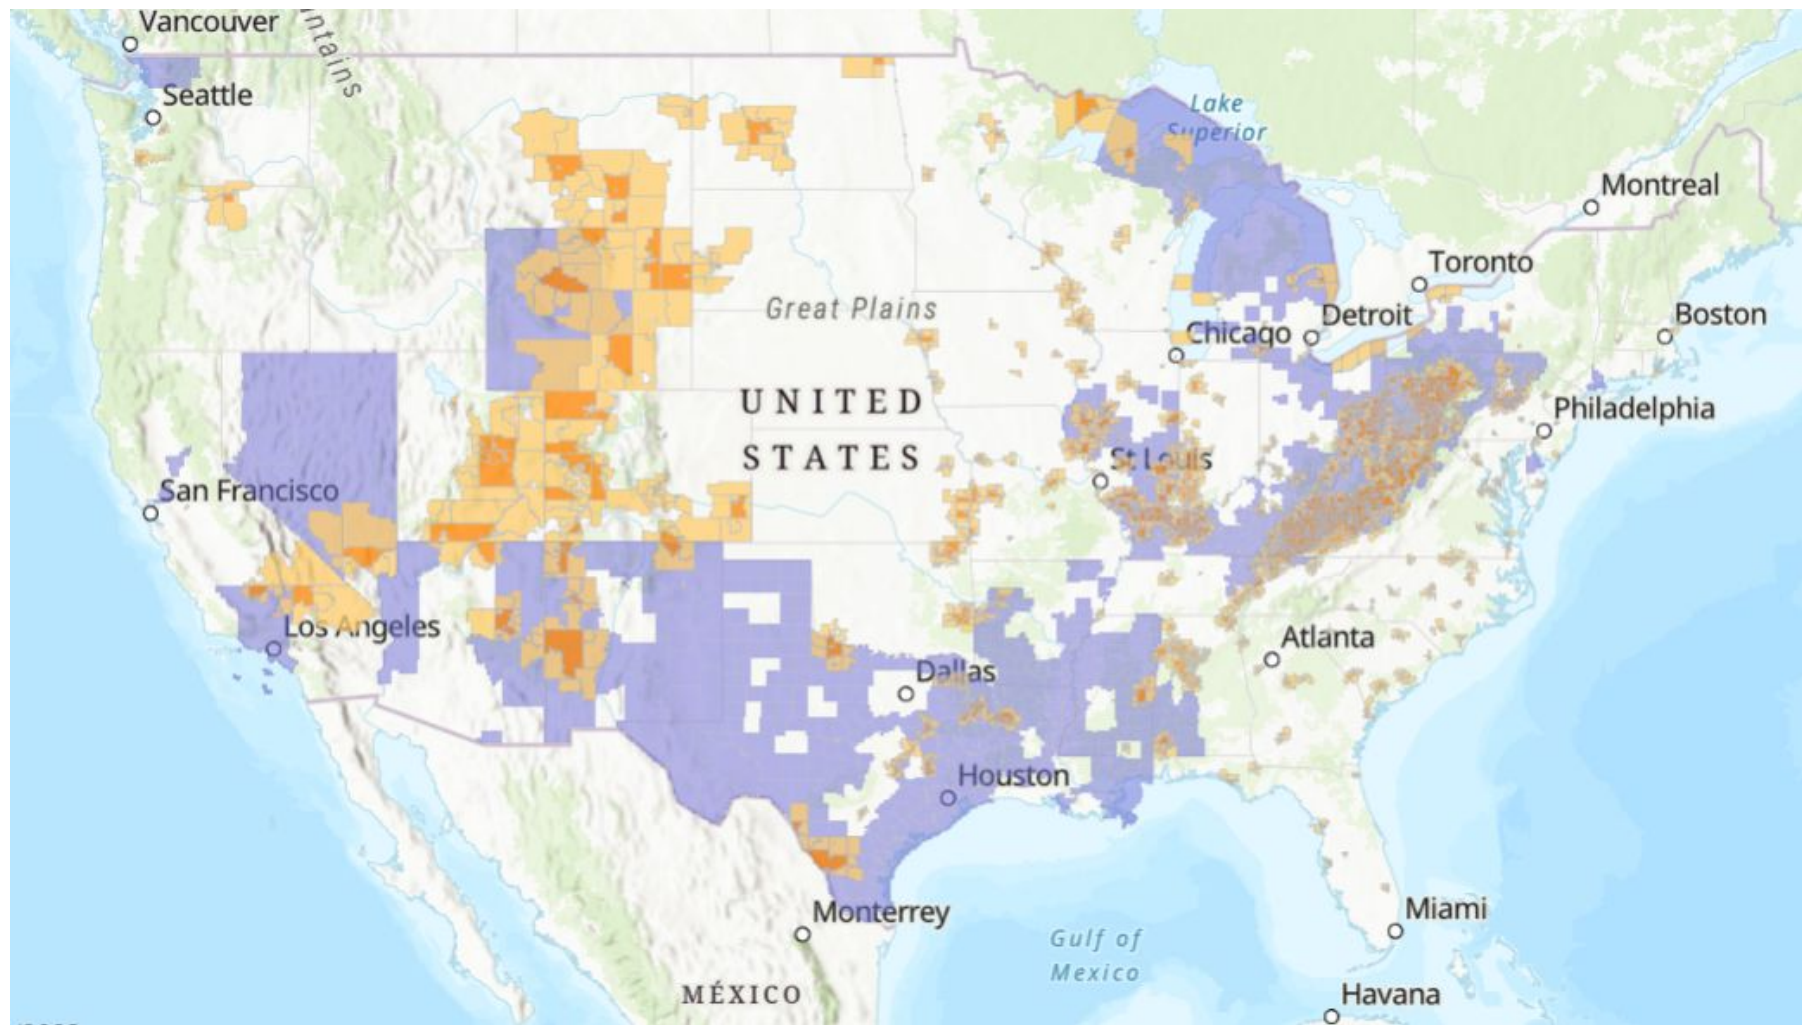 Vancouver
ntains
Seattle
Lake
Superior
Montreal
Toronto
Great Plains
Detroit
Boston
Chicago
UNITED
STATES
Philadelphia
St Louis
San Francisco
Los Angeles
Atlanta
Dallas
Houston
Monterrey
Miami
Gulf of
Mexico
MÉXICO
Havana